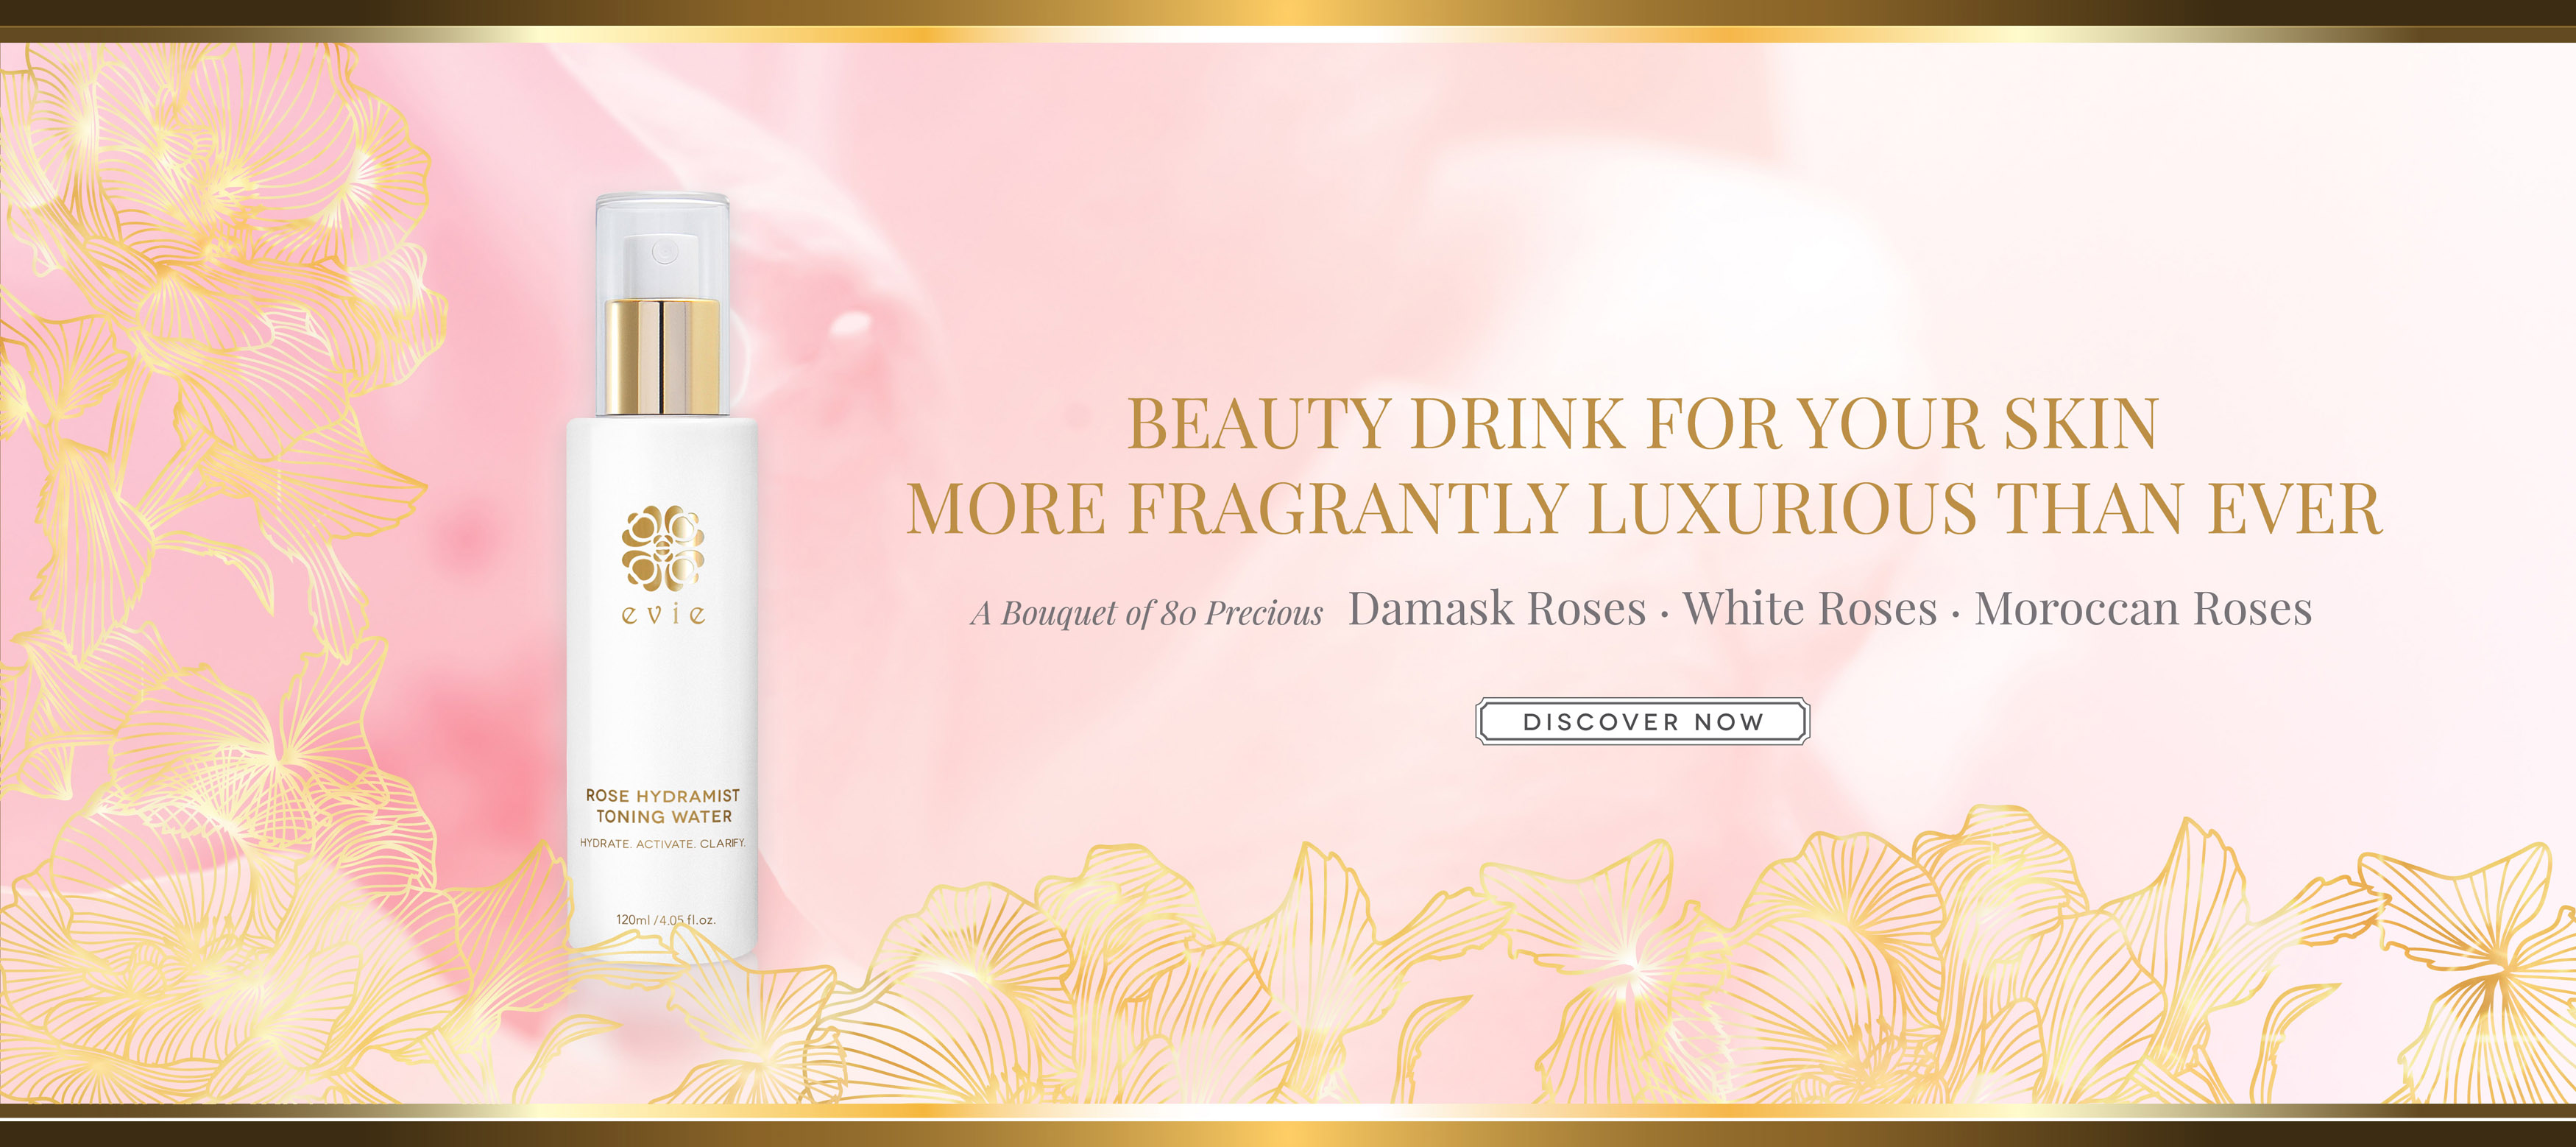 evie
ROSE HYDRAMIST
TONING WATER
HYDRATE. ACTIVATE. CLARIFY.
120ml / 4.05 fl.oz.
BEAUTY DRINK FOR YOUR SKIN
MORE FRAGRANTLY LUXURIOUS THAN EVER
A Bouquet of 80 Precious Damask Roses · White Roses · Moroccan Roses
DISCOVER NOW